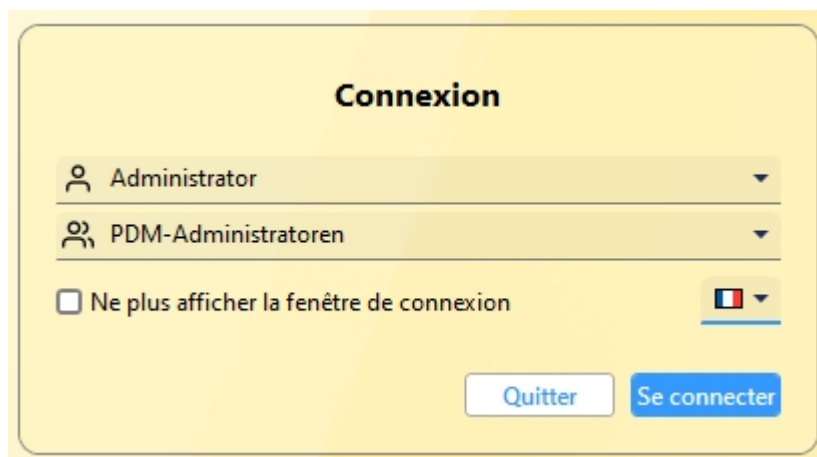 Connexion
Administrator
PDM-Administratoren
Ne plus afficher la fenêtre de connexion
Quitter
Se connecter